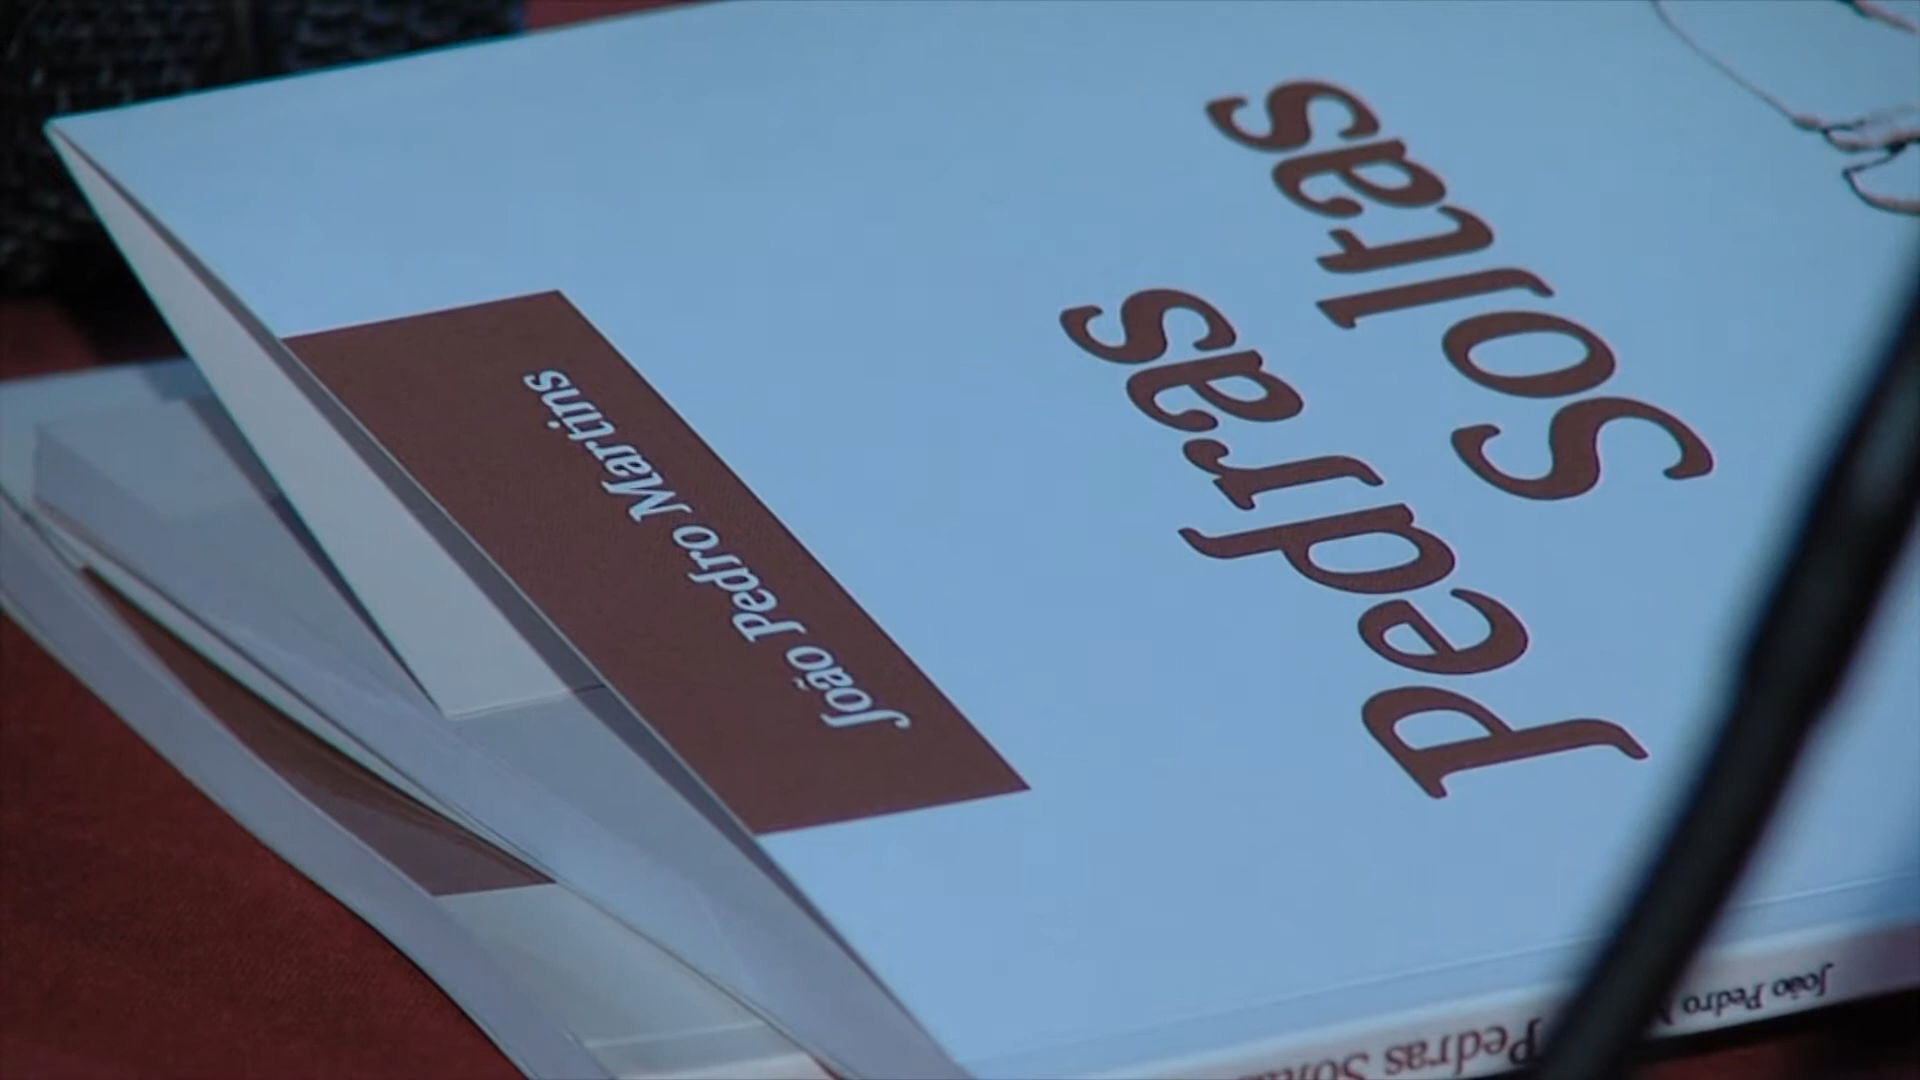 Pedras
Soltas
João Pedro Martins
João Pedro
Pedras